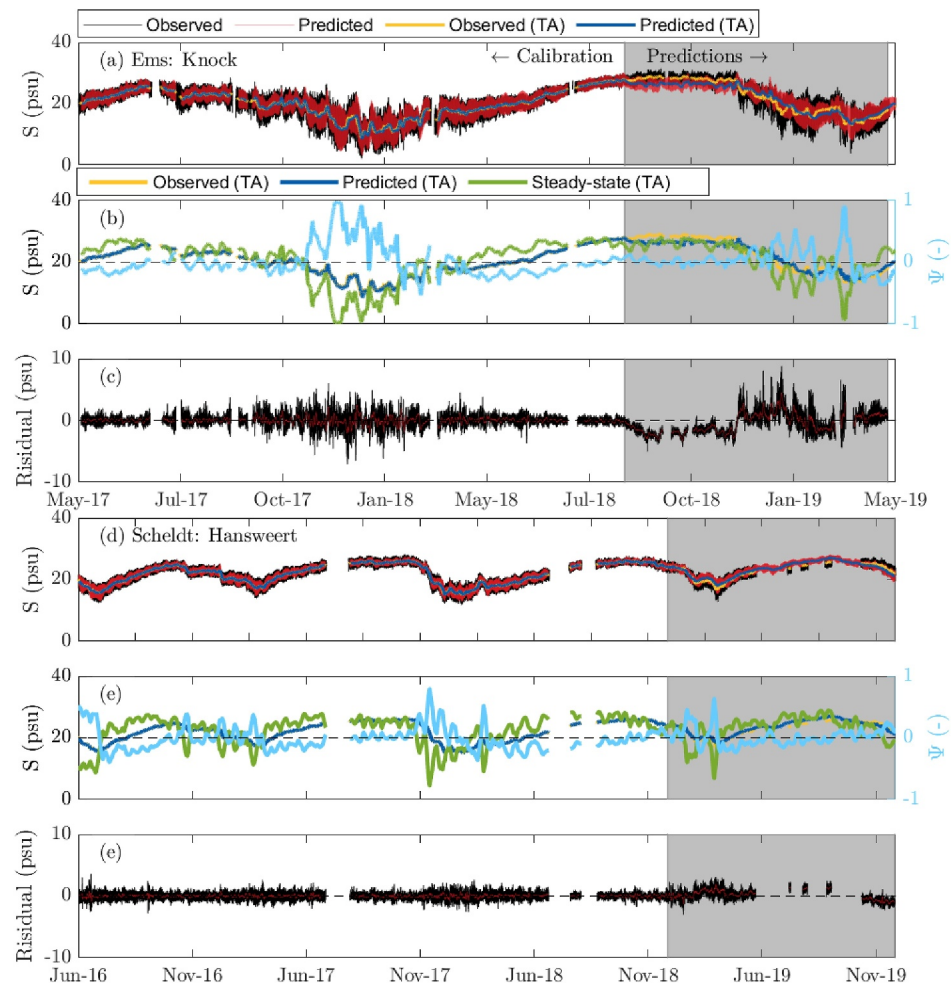 Observed Predicted Observed (TA) Predicted (TA)
40
20
0
S (psu)
(a) Ems: Knock
← Calibration Predictions →
Observed (TA) Predicted (TA) Steady-state (TA)
40
20
0
S (psu)
(b)
1
0
-1
Ψ (-)
10
0
-10
Risidual (psu)
(c)
May-17 Jul-17 Oct-17 Jan-18 May-18 Jul-18 Oct-18 Jan-19 May-19
40
20
0
S (psu)
(d) Scheldt: Hansweert
40
20
0
S (psu)
(e)
1
0
-1
Ψ (-)
10
0
-10
Risidual (psu)
(e)
Jun-16 Nov-16 Jun-17 Nov-17 Jun-18 Nov-18 Jun-19 Nov-19